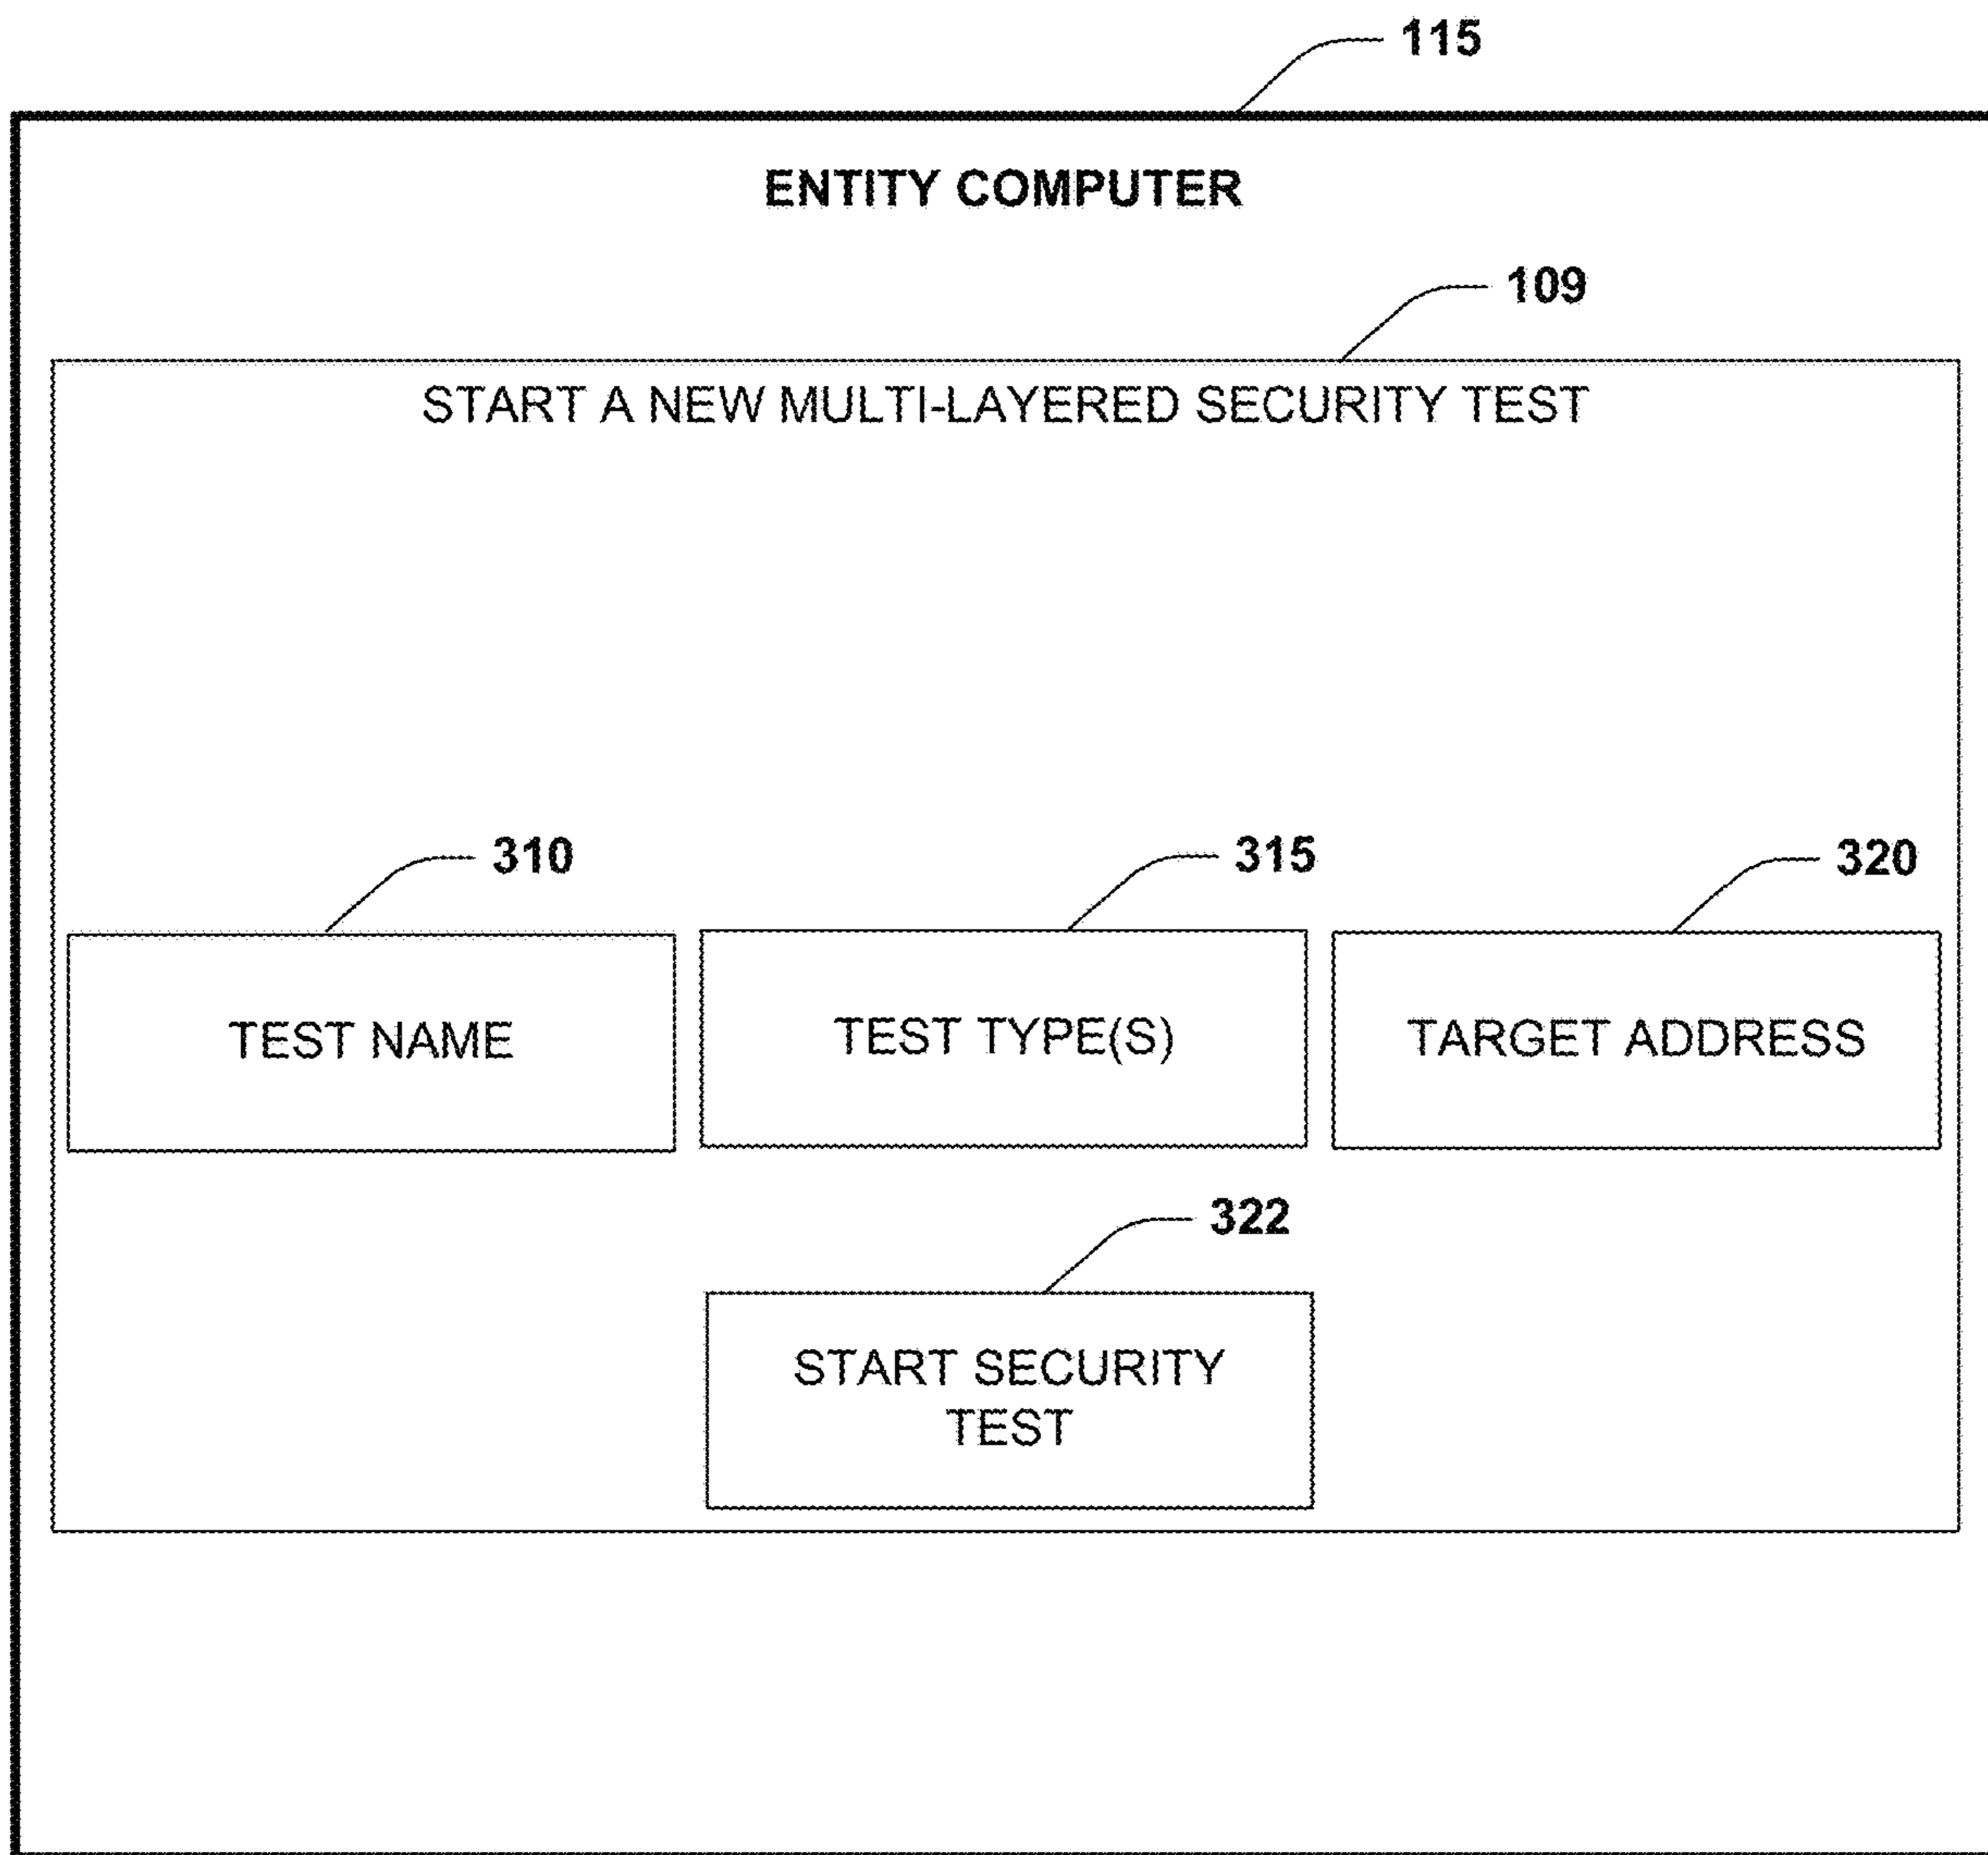 115
ENTITY COMPUTER
109
START A NEW MULTI-LAYERED SECURITY TEST
310
315
320
TEST NAME
TEST TYPE(S)
TARGET ADDRESS
322
START SECURITY
TEST